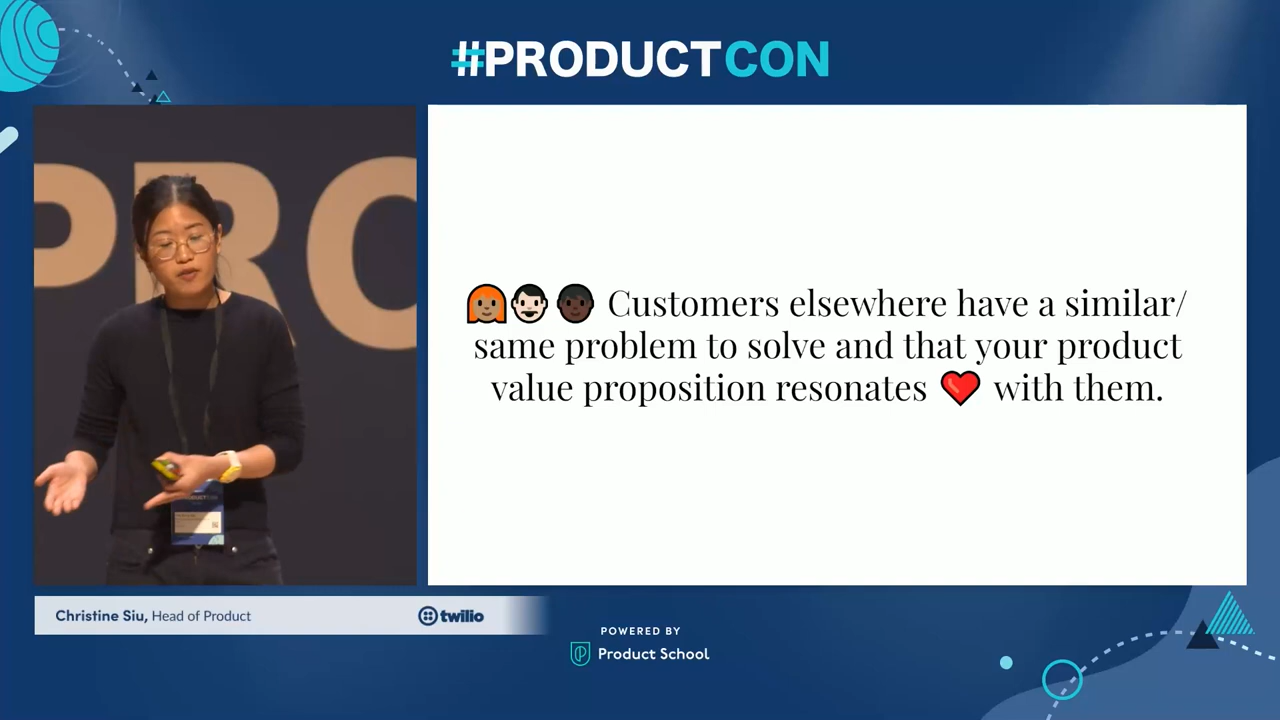 #PRODUCTCON
PRO
Customers elsewhere have a similar/
same problem to solve and that your product
value proposition resonates ❤️ with them.
Christine Siu, Head of Product
twilio
POWERED BY
Product School